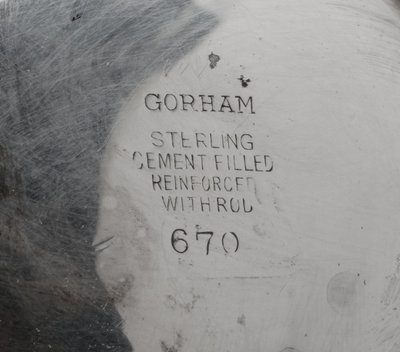 GORHAM
STERLING
CEMENT FILLED
REINFORCED
WITH ROD
670